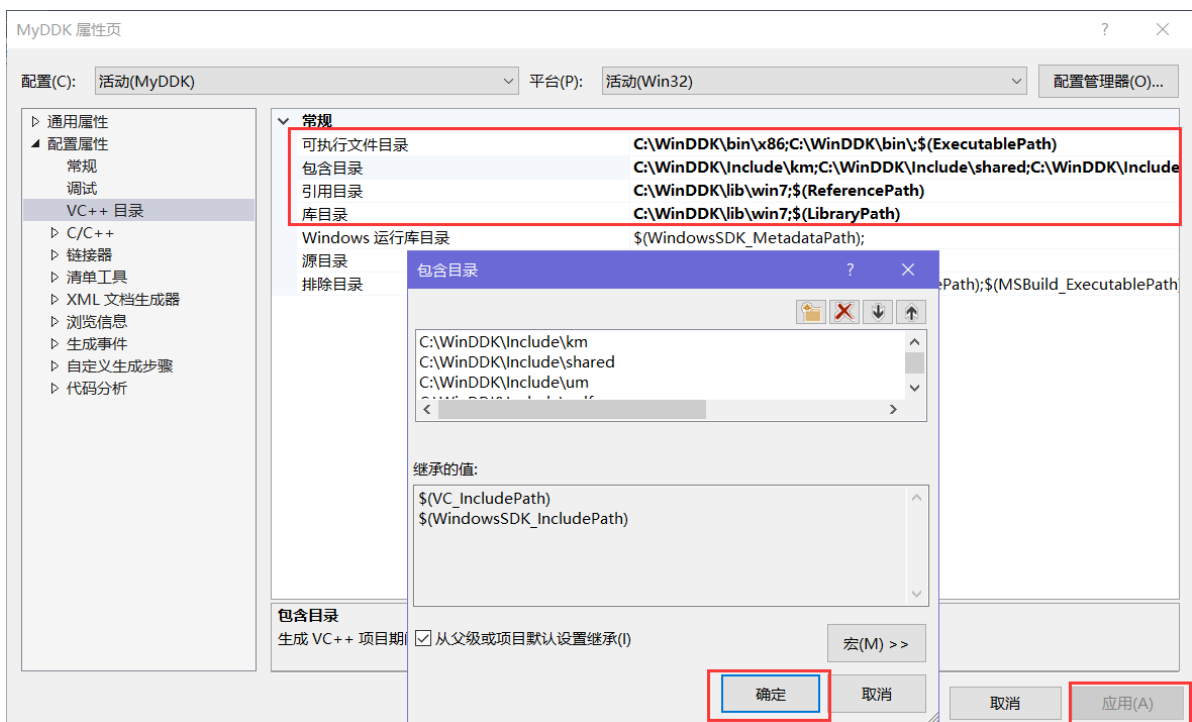 MyDDK 属性页
配置(C): 活动(MyDDK) 平台(P): 活动(Win32) 配置管理器(O)...
通用属性
配置属性
常规
调试
VC++ 目录
C/C++
链接器
清单工具
XML 文档生成器
浏览信息
生成事件
自定义生成步骤
代码分析
常规
可执行文件目录 C:\WinDDK\bin\x86;C:\WinDDK\bin\;$(ExecutablePath)
包含目录 C:\WinDDK\Include\km;C:\WinDDK\Include\shared;C:\WinDDK\Include
引用目录 C:\WinDDK\lib\win7;$(ReferencePath)
库目录 C:\WinDDK\lib\win7;$(LibraryPath)
Windows 运行库目录 $(WindowsSDK_MetadataPath);
源目录
排除目录 ePath);$(MSBuild_ExecutablePath)
包含目录
C:\WinDDK\Include\km
C:\WinDDK\Include\shared
C:\WinDDK\Include\um
继承的值:
$(VC_IncludePath)
$(WindowsSDK_IncludePath)
从父级或项目默认设置继承(I)
宏(M) >>
确定 取消
包含目录
生成 VC++ 项目期
取消 应用(A)